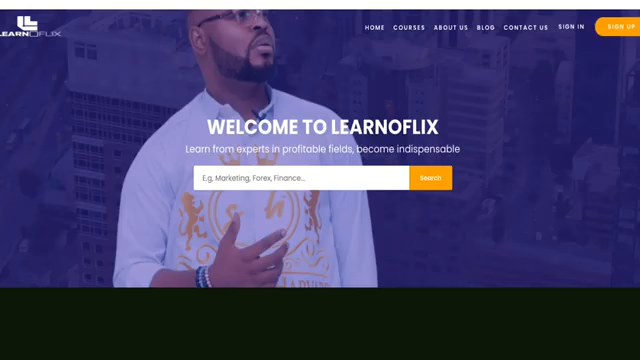 LEARNOFLIX
HOME COURSES ABOUT US BLOG CONTACT US SIGN IN SIGN UP
WELCOME TO LEARNOFLIX
Learn from experts in profitable fields, become indispensable
E.g, Marketing, Forex, Finance... Search